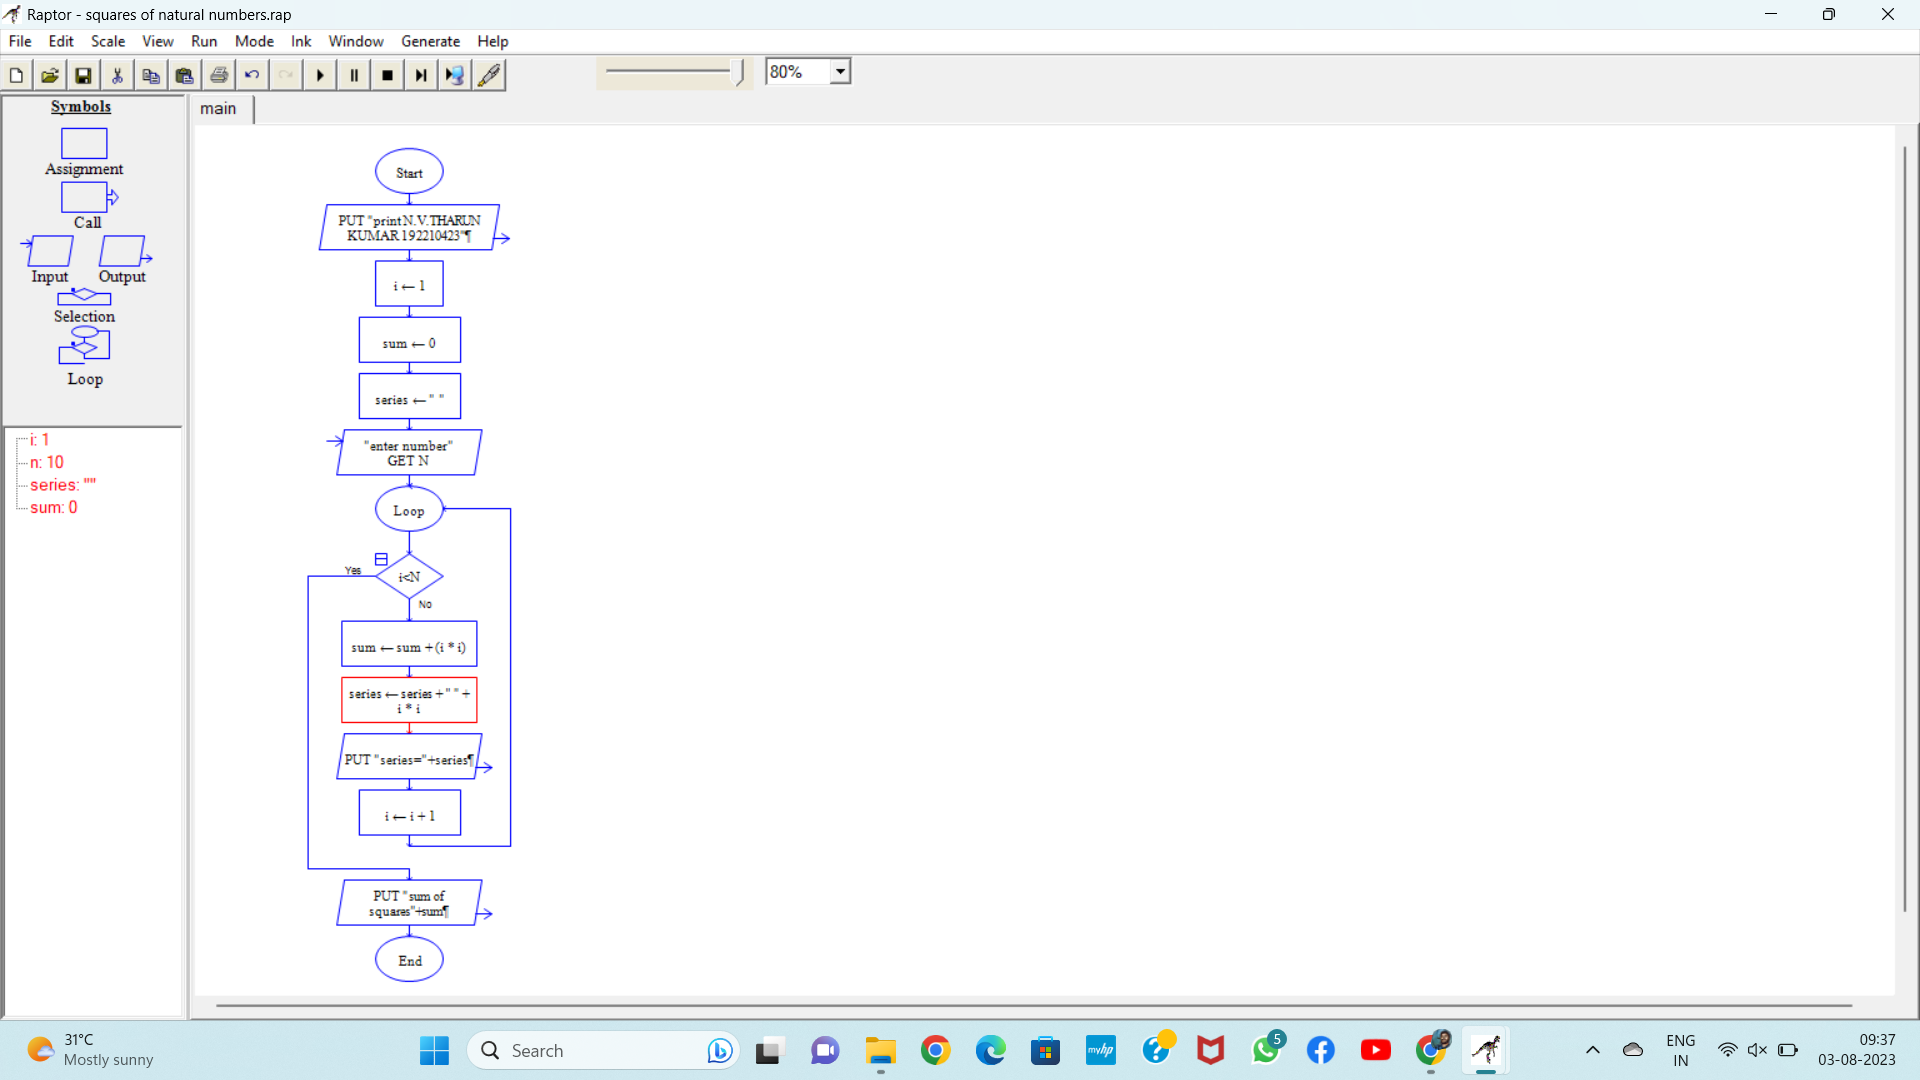 Raptor - squares of natural numbers.rap
File Edit Scale View Run Mode Ink Window Generate Help
80%
Symbols
Assignment
Call
Input Output
Selection
Loop
i: 1
n: 10
series: ""
sum: 0
main
Start
PUT "print N.V.THARUN
KUMAR 192210423"¶
i ← 1
sum ← 0
series ← " "
"enter number"
GET N
Loop
Yes
i<N
No
sum ← sum + (i * i)
series ← series + " " +
i * i
PUT "series="+series¶
i ← i + 1
PUT "sum of
squares"+sum¶
End
31°C
Mostly sunny
Search
myhp
5
ENG
IN
09:37
03-08-2023